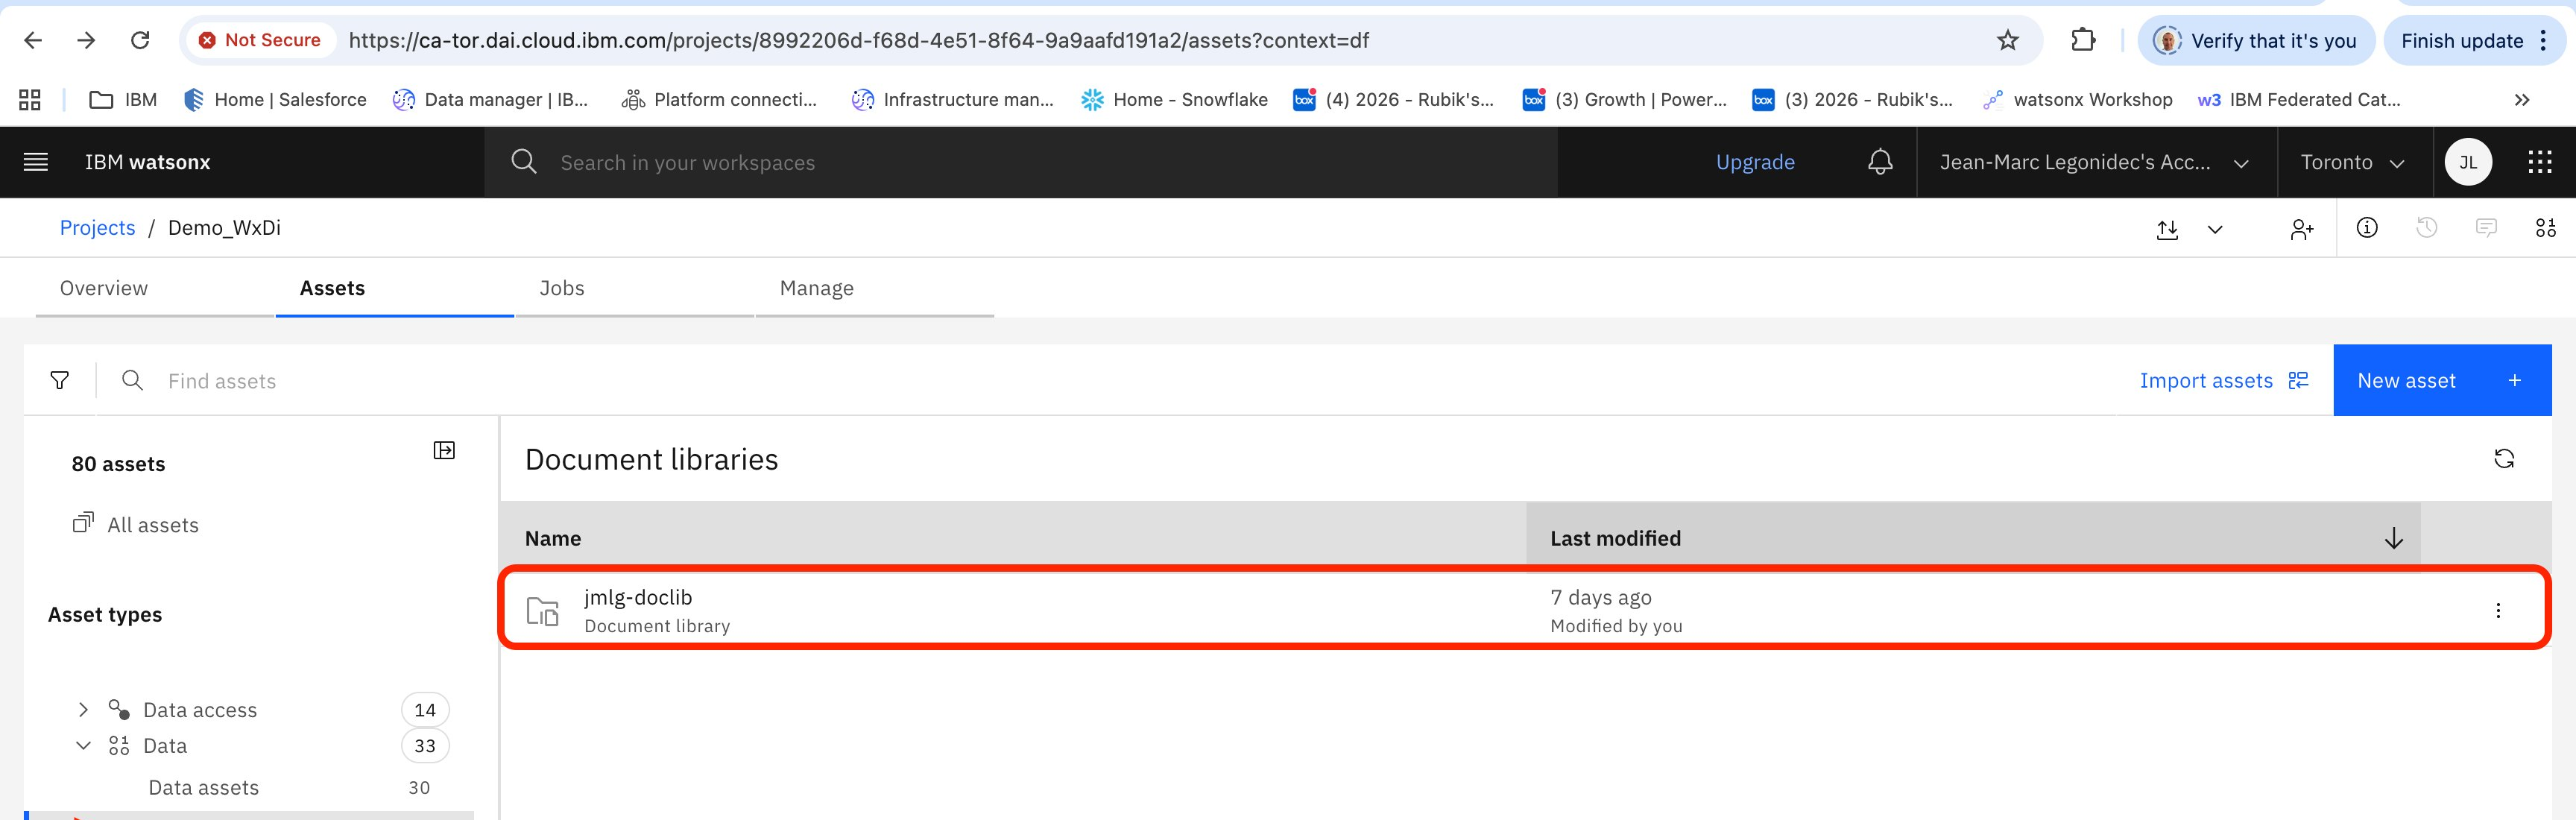 Not Secure https://ca-tor.dai.cloud.ibm.com/projects/8992206d-f68d-4e51-8f64-9a9aafd191a2/assets?context=df Verify that it's you Finish update
IBM Home | Salesforce Data manager | IB... Platform connecti... Infrastructure man... Home - Snowflake box (4) 2026 - Rubik's... box (3) Growth | Power... box (3) 2026 - Rubik's... watsonx Workshop w3 IBM Federated Cat...
IBM watsonx Search in your workspaces Upgrade Jean-Marc Legonidec's Acc... Toronto JL
Projects / Demo_WxDi
Overview Assets Jobs Manage
Find assets Import assets New asset +
80 assets
All assets
Asset types
Data access 14
Data 33
Data assets 30
Document libraries
Name Last modified
jmlg-doclib 7 days ago
Document library Modified by you